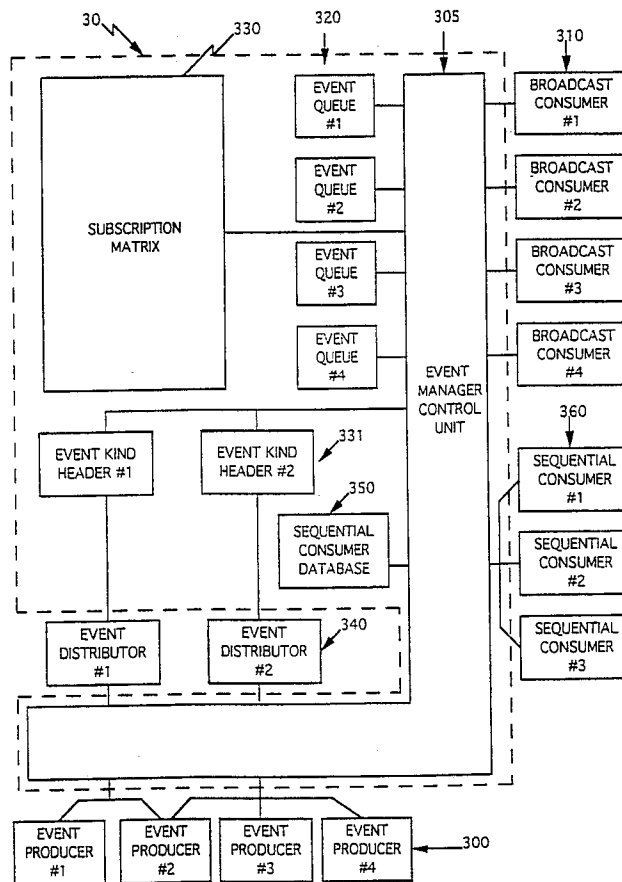 30
330
320
305
310
SUBSCRIPTION
MATRIX
EVENT
QUEUE
#1
EVENT
QUEUE
#2
EVENT
QUEUE
#3
EVENT
QUEUE
#4
EVENT
MANAGER
CONTROL
UNIT
BROADCAST
CONSUMER
#1
BROADCAST
CONSUMER
#2
BROADCAST
CONSUMER
#3
BROADCAST
CONSUMER
#4
EVENT KIND
HEADER #1
EVENT KIND
HEADER #2
331
350
SEQUENTIAL
CONSUMER
DATABASE
360
SEQUENTIAL
CONSUMER
#1
SEQUENTIAL
CONSUMER
#2
SEQUENTIAL
CONSUMER
#3
EVENT
DISTRIBUTOR
#1
EVENT
DISTRIBUTOR
#2
340
EVENT
PRODUCER
#1
EVENT
PRODUCER
#2
EVENT
PRODUCER
#3
EVENT
PRODUCER
#4
300